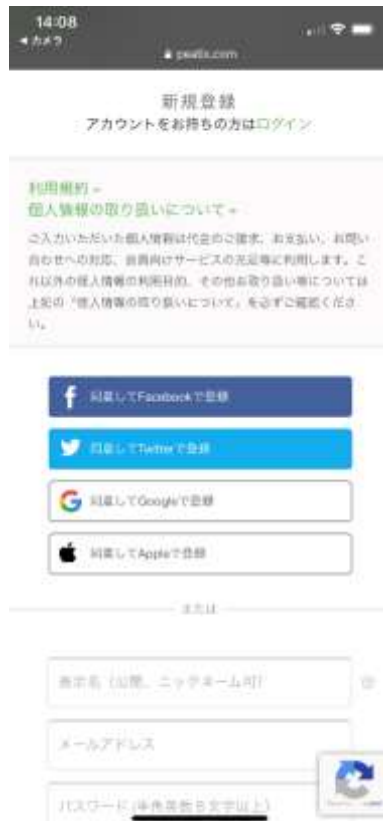 14:08
◀ カメラ
peatix.com
新規登録
アカウントをお持ちの方はログイン
利用規約
個人情報の取り扱いについて
ご入力いただいた個人情報は代金のご請求、お支払い、お問い
合わせへの対応、会員向けサービスの充足等に利用します。こ
れ以外の個人情報の利用目的、その他お取り扱い等については
上記の「個人情報の取り扱いについて」を必ずご確認くださ
い。
同意してFacebookで登録
同意してTwitterで登録
同意してGoogleで登録
同意してAppleで登録
または
表示名 (公開、ニックネーム可)
メールアドレス
パスワード (半角英数8文字以上)